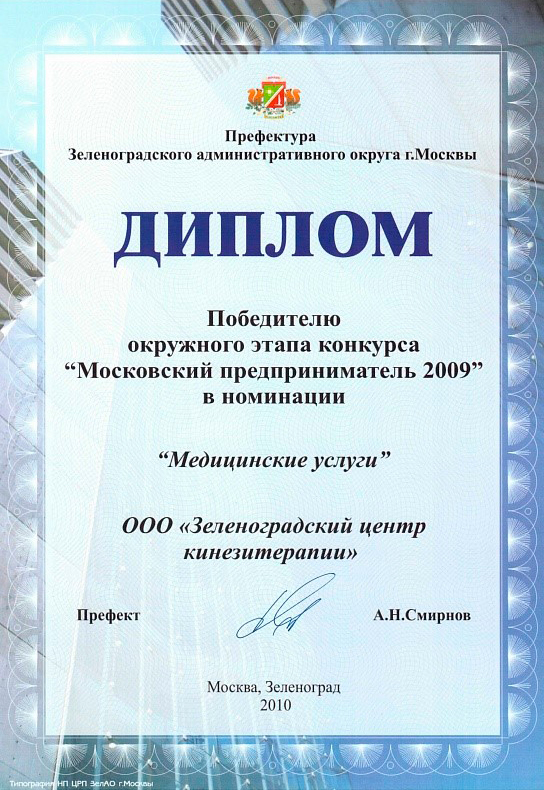 Префектура
Зеленоградского административного округа г.Москвы
ДИПЛОМ
Победителю
окружного этапа конкурса
“Московский предприниматель 2009”
в номинации
“Медицинские услуги”
ООО «Зеленоградский центр
кинезитерапии»
Префект А.Н.Смирнов
Москва, Зеленоград
2010
Типография НП ЦРП ЗелАО г.Москвы